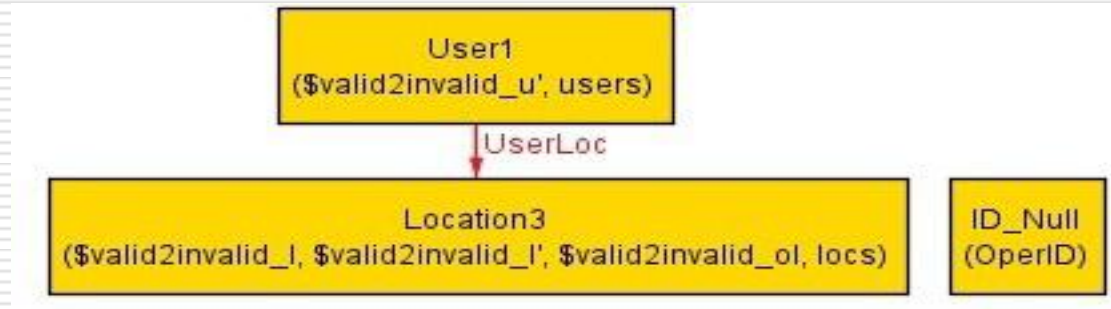 User1
($valid2invalid_u', users)
UserLoc
Location3
($valid2invalid_l, $valid2invalid_l', $valid2invalid_ol, locs)
ID_Null
(OperID)